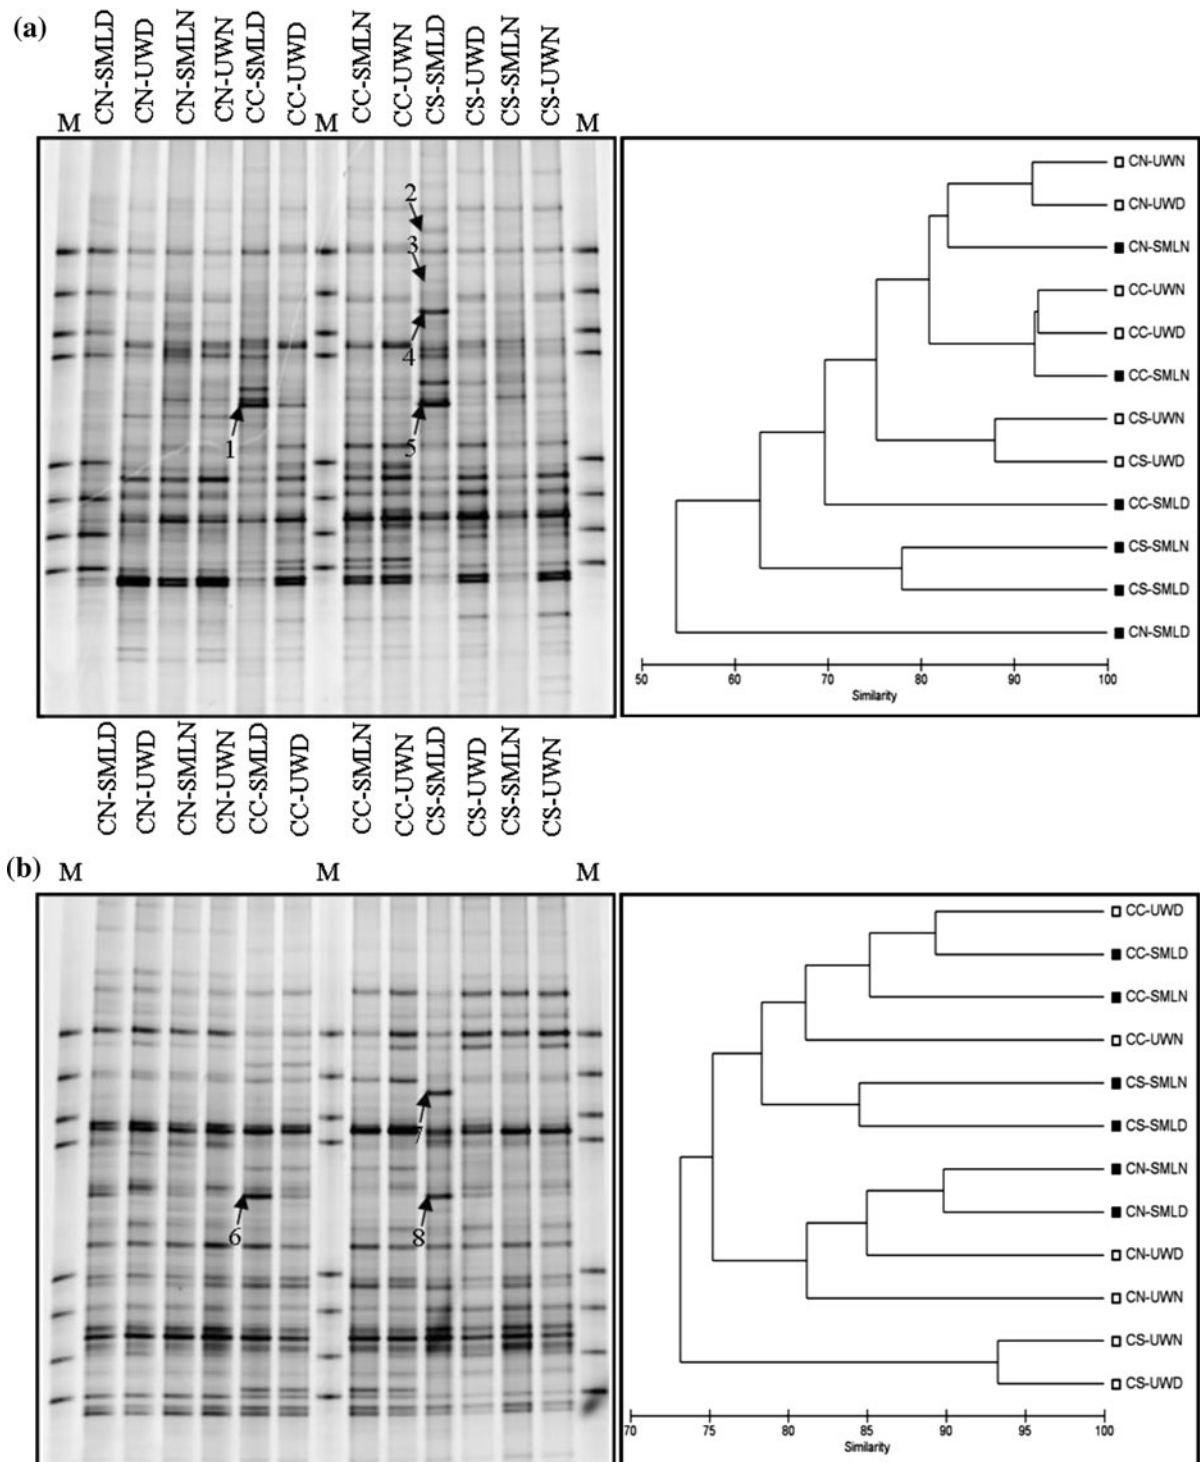 (a)
CN-SMLD CN-UWD CN-SMLN CN-UWN CC-SMLD CC-UWD CC-SMLN CC-UWN CS-SMLD CS-UWD CS-SMLN CS-UWN
M M M
2
3
4
1
5
CN-UWN
CN-UWD
CN-SMLN
CC-UWN
CC-UWD
CC-SMLN
CS-UWN
CS-UWD
CC-SMLD
CS-SMLN
CS-SMLD
CN-SMLD
50 60 70 80 90 100
Similarity
CN-SMLD CN-UWD CN-SMLN CN-UWN CC-SMLD CC-UWD CC-SMLN CC-UWN CS-SMLD CS-UWD CS-SMLN CS-UWN
(b)
M M M
7
6
8
CC-UWD
CC-SMLD
CC-SMLN
CC-UWN
CS-SMLN
CS-SMLD
CN-SMLN
CN-SMLD
CN-UWD
CN-UWN
CS-UWN
CS-UWD
70 75 80 85 90 95 100
Similarity